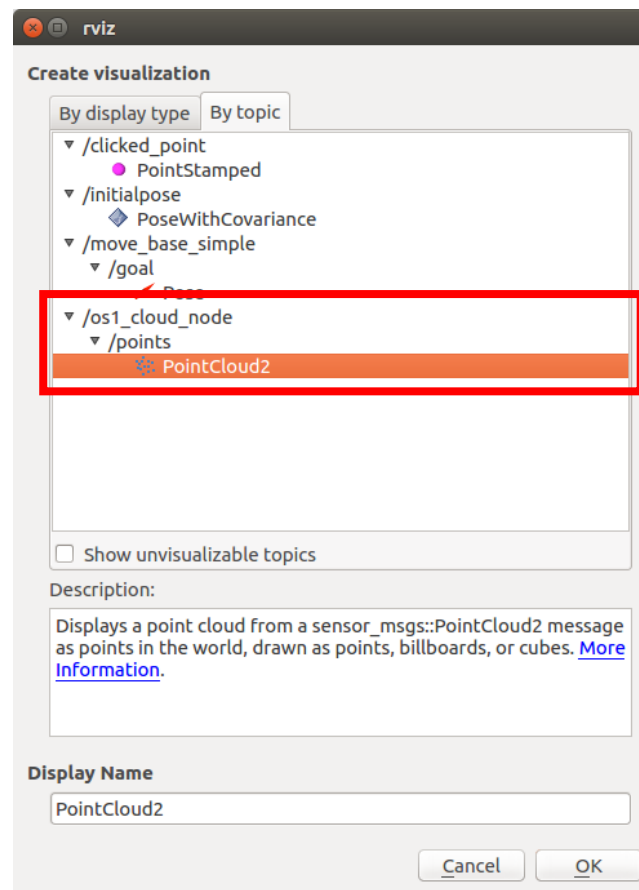 rviz
Create visualization
By display type By topic
/clicked_point
PointStamped
/initialpose
PoseWithCovariance
/move_base_simple
/goal
Pose
/os1_cloud_node
/points
PointCloud2
Show unvisualizable topics
Description:
Displays a point cloud from a sensor_msgs::PointCloud2 message
as points in the world, drawn as points, billboards, or cubes. More
Information.
Display Name
PointCloud2
Cancel OK